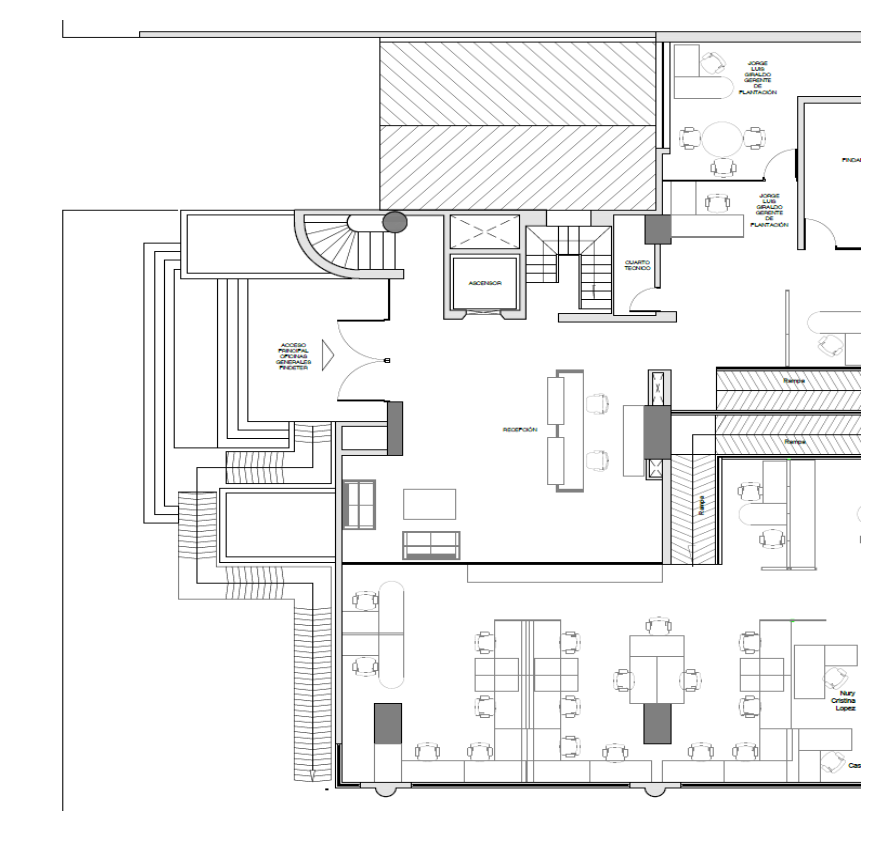 JORGE
LUIS
GIRALDO
GERENTE
DE
PLANTACIÓN
JORGE
LUIS
GIRALDO
GERENTE
DE
PLANTACIÓN
CUARTO
TECNICO
ASCENSOR
ACCESO
PRINCIPAL
OFICINAS
GENERALES
FINDETER
RECEPCIÓN
Rampa
Rampa
Rampa
Nury
Cristina
Lopez
Cas